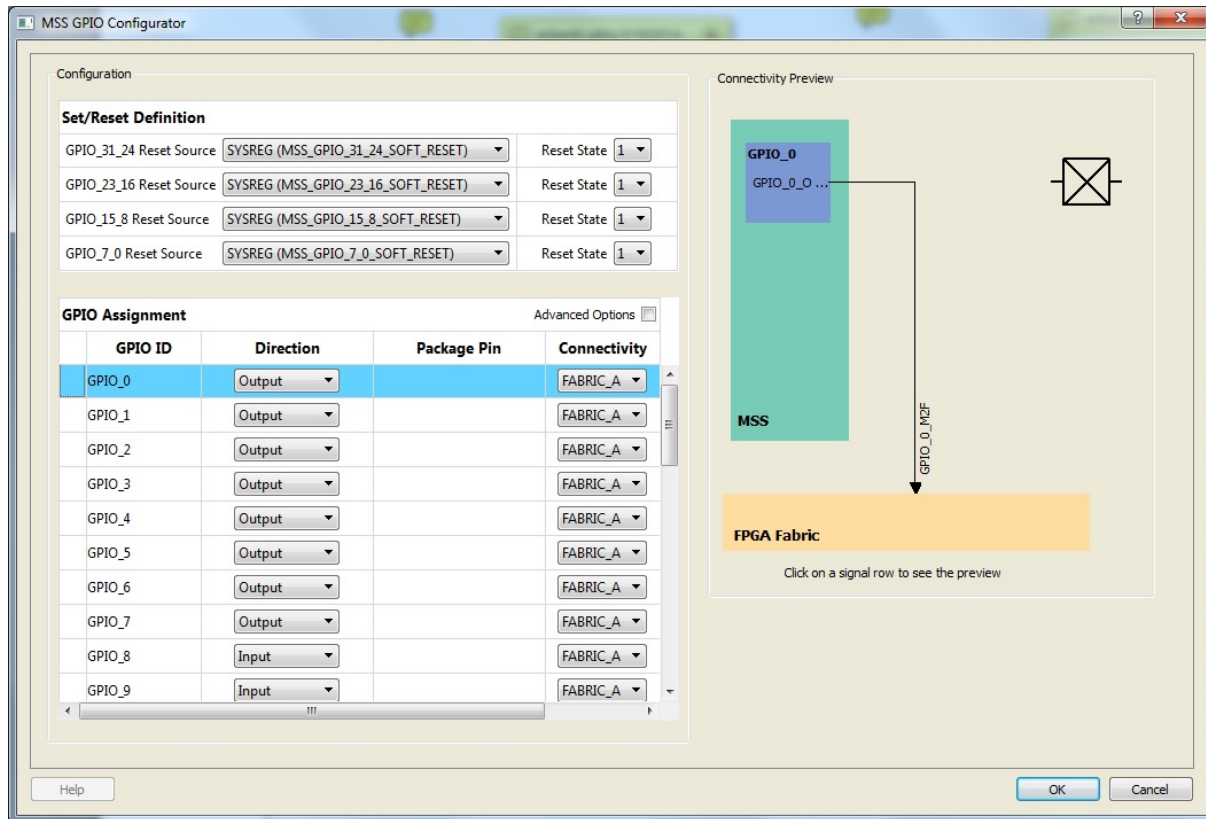 MSS GPIO Configurator
Configuration
Set/Reset Definition
GPIO_31_24 Reset Source SYSREG (MSS_GPIO_31_24_SOFT_RESET) Reset State 1
GPIO_23_16 Reset Source SYSREG (MSS_GPIO_23_16_SOFT_RESET) Reset State 1
GPIO_15_8 Reset Source SYSREG (MSS_GPIO_15_8_SOFT_RESET) Reset State 1
GPIO_7_0 Reset Source SYSREG (MSS_GPIO_7_0_SOFT_RESET) Reset State 1
GPIO Assignment Advanced Options
GPIO ID Direction Package Pin Connectivity
GPIO_0 Output FABRIC_A
GPIO_1 Output FABRIC_A
GPIO_2 Output FABRIC_A
GPIO_3 Output FABRIC_A
GPIO_4 Output FABRIC_A
GPIO_5 Output FABRIC_A
GPIO_6 Output FABRIC_A
GPIO_7 Output FABRIC_A
GPIO_8 Input FABRIC_A
GPIO_9 Input FABRIC_A
Connectivity Preview
GPIO_0
GPIO_0_O ...
MSS
GPIO_0_M2F
FPGA Fabric
Click on a signal row to see the preview
Help OK Cancel